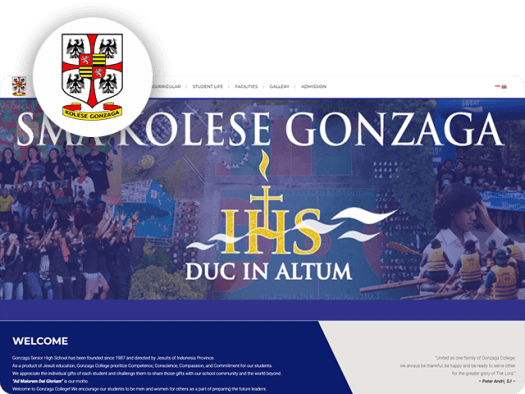 KOLESE GONZAGA
CURRICULAR | STUDENT LIFE | FACILITIES | GALLERY | ADMISSION
SMA KOLESE GONZAGA
IHS
DUC IN ALTUM
WELCOME
Gonzaga Senior High School has been founded since 1987 and directed by Jesuits of Indonesia Province.
As a product of Jesuit education, Gonzaga College prioritize Competence, Conscience, Compassion, and Commitment for our students
We appreciate the individual gifts of each student and challenge them to share those gifts with our school community and the world beyond.
"Ad Maiorem Dei Gloriam" is our motto.
Welcome to Gonzaga College! We encourage our students to be men and women for others as a part of preparing the future leaders.
"United as one family of Gonzaga College,
we always be thankful, be happy and be ready to serve other
for the greater glory of The Lord."
~ Pater Andri, SJ ~